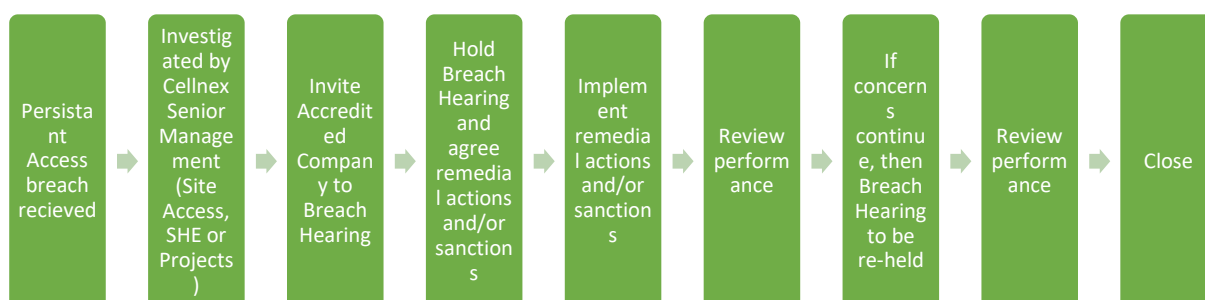 Persista
nt
Access
breach
recieved
Investig
ated by
Cellnex
Senior
Manage
ment
(Site
Access,
SHE or
Projects
)
Invite
Accredit
ed
Compan
y to
Breach
Hearing
Hold
Breach
Hearing
and
agree
remedia
l actions
and/or
sanction
s
Implem
ent
remedia
l actions
and/or
sanction
s
Review
perform
ance
If
concern
s
continu
e, then
Breach
Hearing
to be
re-held
Review
perform
ance
Close